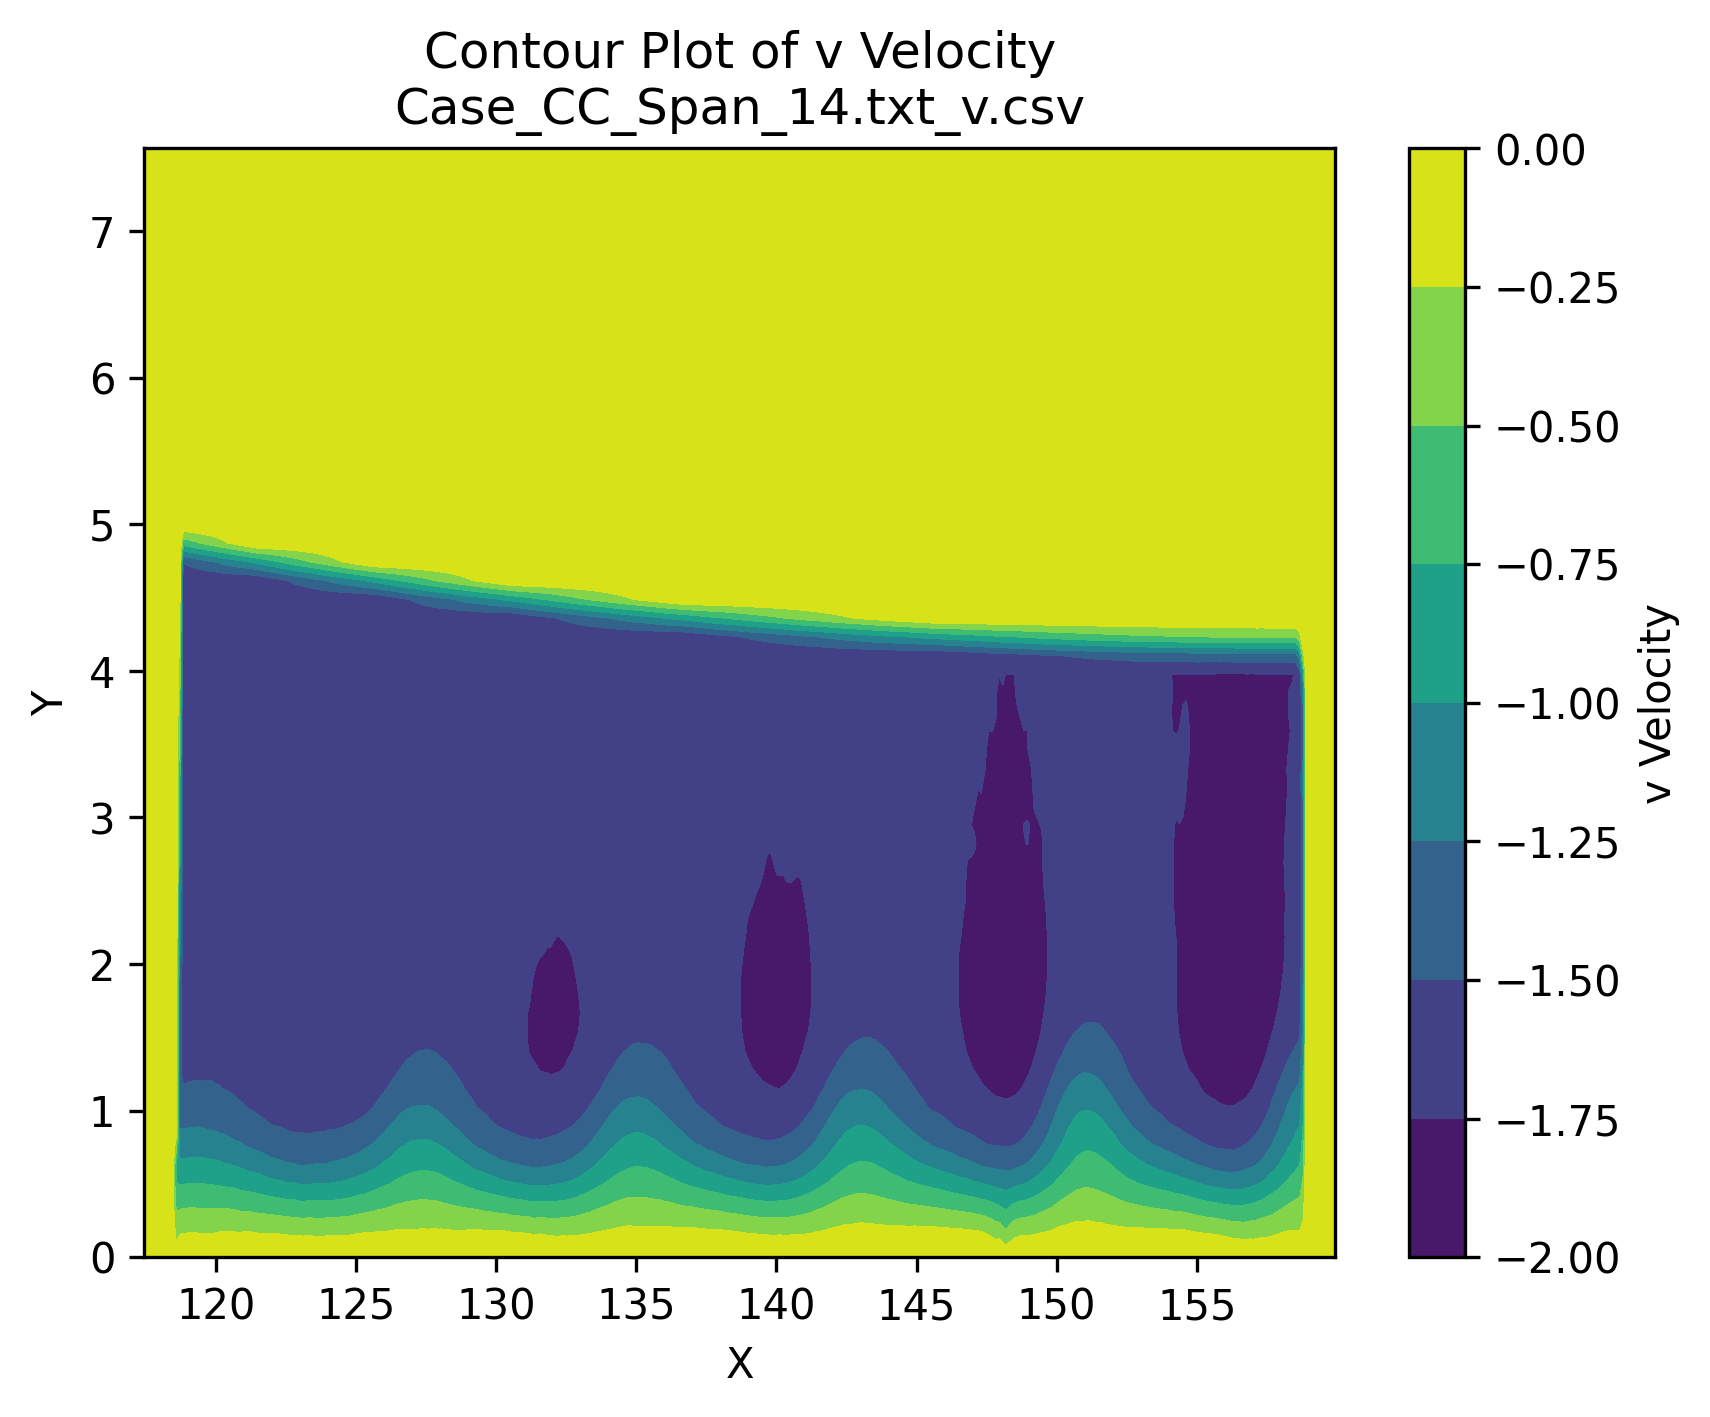 Contour Plot of v Velocity
Case_CC_Span_14.txt_v.csv
7
6
5
4
3
2
1
0
Y
120 125 130 135 140 145 150 155
X
0.00
−0.25
−0.50
−0.75
−1.00
−1.25
−1.50
−1.75
−2.00
v Velocity